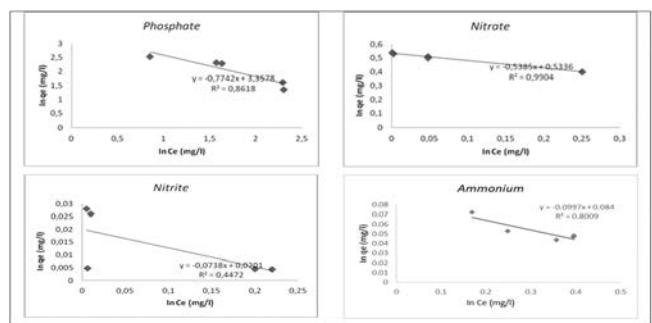 Phosphate
3
2,5
2
1,5
1
0,5
0
ln qe (mg/l)
y = -0,7742x + 3,3578
R² = 0,8618
0 0,5 1 1,5 2 2,5
ln Ce (mg/l)
Nitrate
0,6
0,5
0,4
0,3
0,2
0,1
0
ln qe (mg/l)
y = -0,5385x + 0,5336
R² = 0,9904
0 0,05 0,1 0,15 0,2 0,25 0,3
ln Ce (mg/l)
Nitrite
0,03
0,025
0,02
0,015
0,01
0,005
0
ln qe (mg/l)
y = -0,0738x + 0,0201
R² = 0,4472
0 0,05 0,1 0,15 0,2 0,25
ln Ce (mg/l)
Ammonium
0.08
0.07
0.06
0.05
0.04
0.03
0.02
0.01
0
ln qe (mg/l)
y = -0.0997x + 0.084
R² = 0.8009
0 0.1 0.2 0.3 0.4 0.5
ln Ce (mg/l)